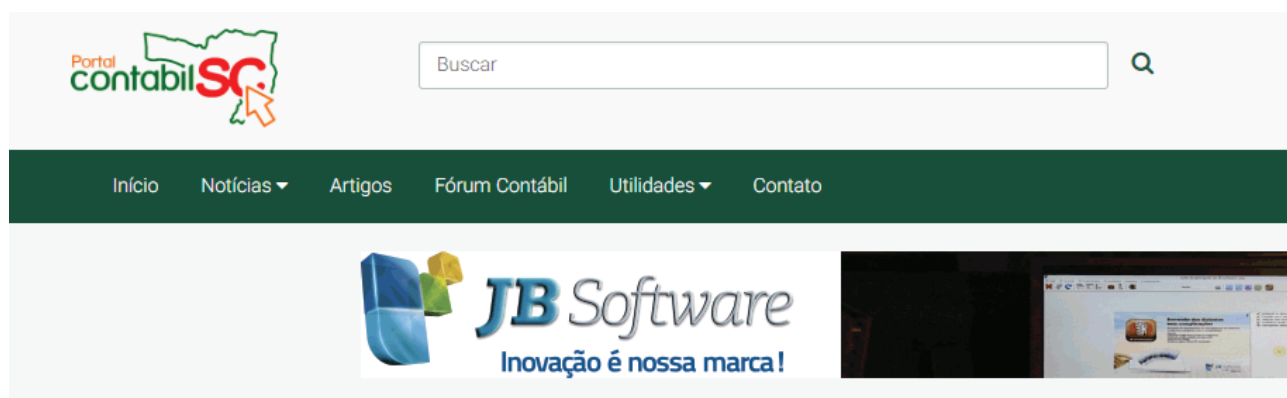 Portal
contabilSC
Buscar
Início Notícias Artigos Fórum Contábil Utilidades Contato
JB Software
Inovação é nossa marca!